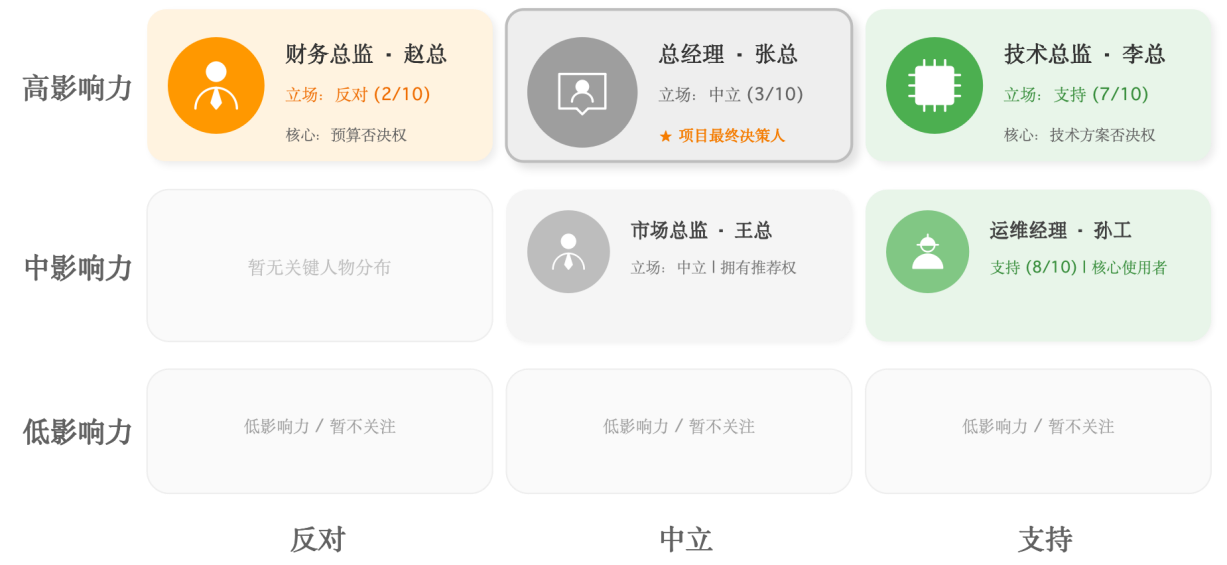 高影响力
财务总监 · 赵总
立场：反对 (2/10)
核心：预算否决权
总经理 · 张总
立场：中立 (3/10)
★ 项目最终决策人
技术总监 · 李总
立场：支持 (7/10)
核心：技术方案否决权
中影响力
暂无关键人物分布
市场总监 · 王总
立场：中立 | 拥有推荐权
运维经理 · 孙工
支持 (8/10) | 核心使用者
低影响力
低影响力 / 暂不关注
低影响力 / 暂不关注
低影响力 / 暂不关注
反对
中立
支持